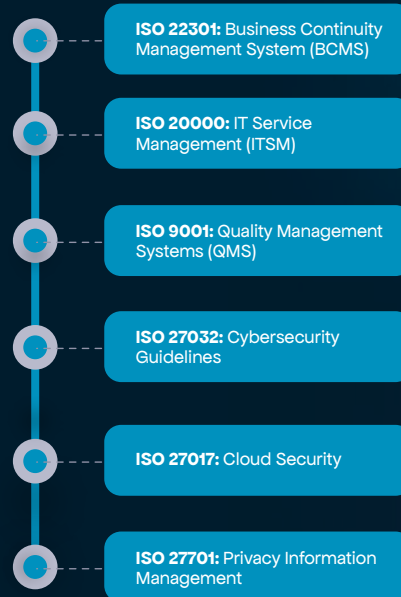 ISO 22301: Business Continuity
Management System (BCMS)
ISO 20000: IT Service
Management (ITSM)
ISO 9001: Quality Management
Systems (QMS)
ISO 27032: Cybersecurity
Guidelines
ISO 27017: Cloud Security
ISO 27701: Privacy Information
Management